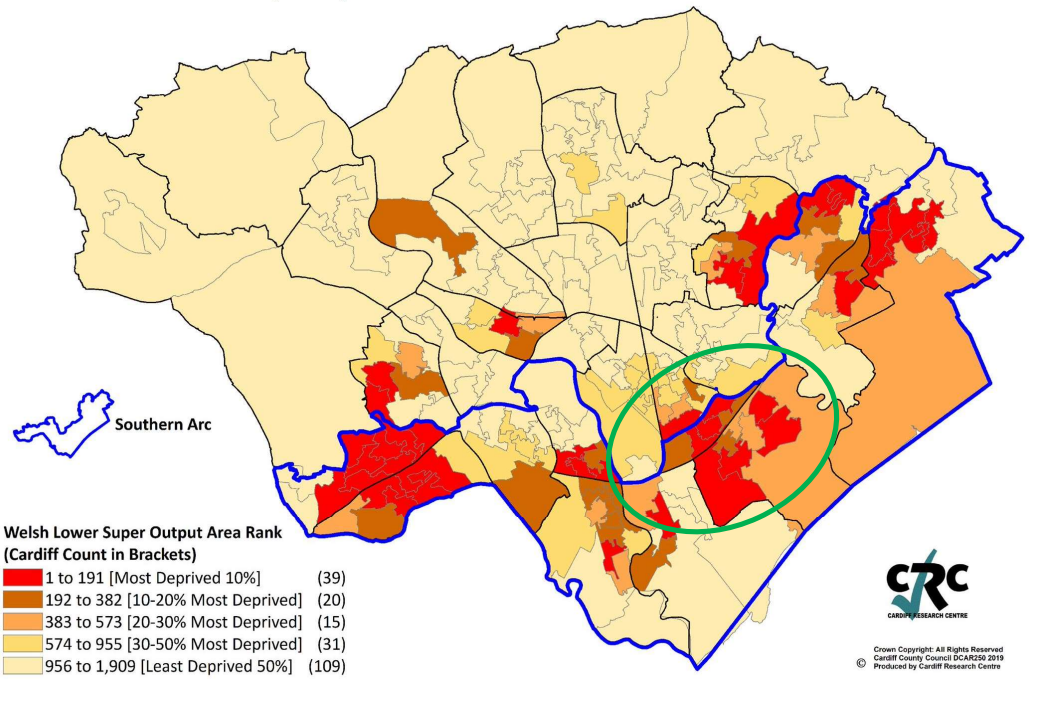 Southern Arc
Welsh Lower Super Output Area Rank
(Cardiff Count in Brackets)
1 to 191 [Most Deprived 10%] (39)
192 to 382 [10-20% Most Deprived] (20)
383 to 573 [20-30% Most Deprived] (15)
574 to 955 [30-50% Most Deprived] (31)
956 to 1,909 [Least Deprived 50%] (109)
CRC
CARDIFF RESEARCH CENTRE
Crown Copyright: All Rights Reserved
© Cardiff County Council DCAR250 2019
Produced by Cardiff Research Centre